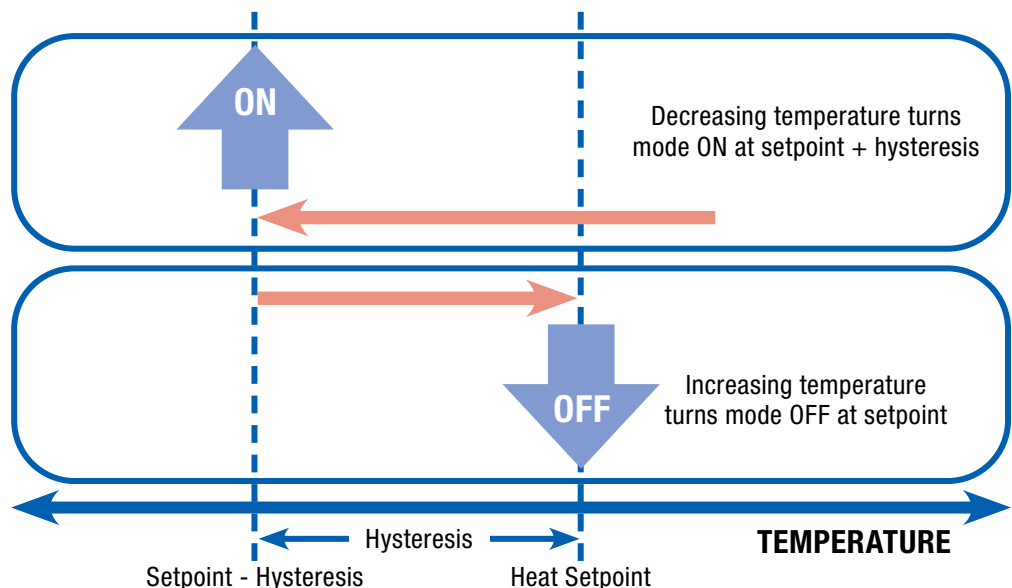 ON
Decreasing temperature turns
mode ON at setpoint + hysteresis
OFF
Increasing temperature
turns mode OFF at setpoint
Hysteresis
TEMPERATURE
Setpoint - Hysteresis
Heat Setpoint